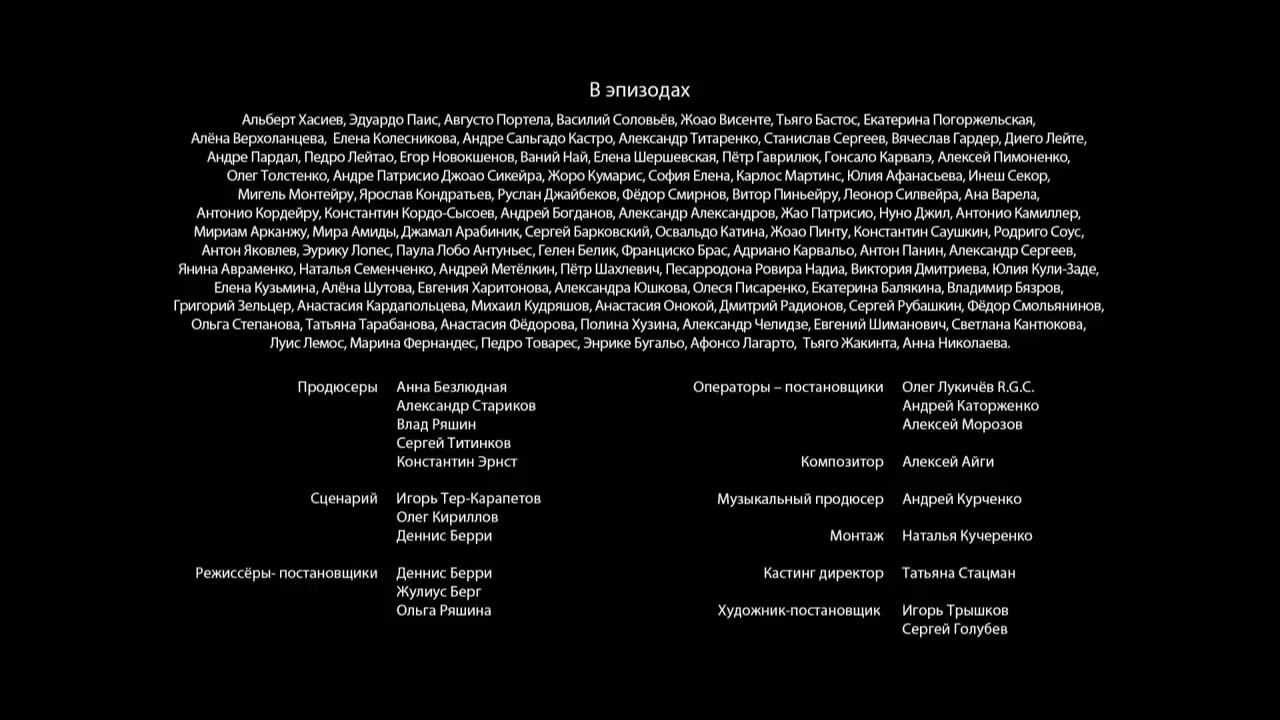 В эпизодах
Альберт Хасиев, Эдуардо Паис, Августо Портела, Василий Соловьёв, Жоао Висенте, Тьяго Бастос, Екатерина Погоржельская,
Алёна Верхоланцева, Елена Колесникова, Андре Сальгадо Кастро, Александр Титаренко, Станислав Сергеев, Вячеслав Гардер, Диего Лейте,
Андре Пардал, Педро Лейтао, Егор Новокшенов, Ваний Най, Елена Шершевская, Пётр Гаврилюк, Гонсало Карвалэ, Алексей Пимоненко,
Олег Толстенко, Андре Патрисио Джоао Сикейра, Жоро Кумарис, София Елена, Карлос Мартинс, Юлия Афанасьева, Инеш Секор,
Мигель Монтейру, Ярослав Кондратьев, Руслан Джайбеков, Фёдор Смирнов, Витор Пиньейру, Леонор Силвейра, Ана Варела,
Антонио Кордейру, Константин Кордо-Сысоев, Андрей Богданов, Александр Александров, Жао Патрисио, Нуно Джил, Антонио Камиллер,
Мириам Арканжу, Мира Амиды, Джамал Арабиник, Сергей Барковский, Освальдо Катина, Жоао Пинту, Константин Саушкин, Родриго Соус,
Антон Яковлев, Эурику Лопес, Паула Лобо Антуньес, Гелен Белик, Франциско Брас, Адриано Карвальо, Антон Панин, Александр Сергеев,
Янина Авраменко, Наталья Семенченко, Андрей Метёлкин, Пётр Шахлевич, Песарродона Ровира Надиа, Виктория Дмитриева, Юлия Кули-Заде,
Елена Кузьмина, Алёна Шутова, Евгения Харитонова, Александра Юшкова, Олеся Писаренко, Екатерина Балякина, Владимир Бязров,
Григорий Зельцер, Анастасия Кардапольцева, Михаил Кудряшов, Анастасия Онокой, Дмитрий Радионов, Сергей Рубашкин, Фёдор Смольянинов,
Ольга Степанова, Татьяна Тарабанова, Анастасия Фёдорова, Полина Хузина, Александр Челидзе, Евгений Шиманович, Светлана Кантюкова,
Луис Лемос, Марина Фернандес, Педро Товарес, Энрике Бугальо, Афонсо Лагарто, Тьяго Жакинта, Анна Николаева.
Продюсеры Анна Безлюдная
Александр Стариков
Влад Ряшин
Сергей Титинков
Константин Эрнст
Сценарий Игорь Тер-Карапетов
Олег Кириллов
Деннис Берри
Режиссёры- постановщики Деннис Берри
Жулиус Берг
Ольга Ряшина
Операторы – постановщики Олег Лукичёв R.G.C.
Андрей Каторженко
Алексей Морозов
Композитор Алексей Айги
Музыкальный продюсер Андрей Курченко
Монтаж Наталья Кучеренко
Кастинг директор Татьяна Стацман
Художник-постановщик Игорь Трышков
Сергей Голубев